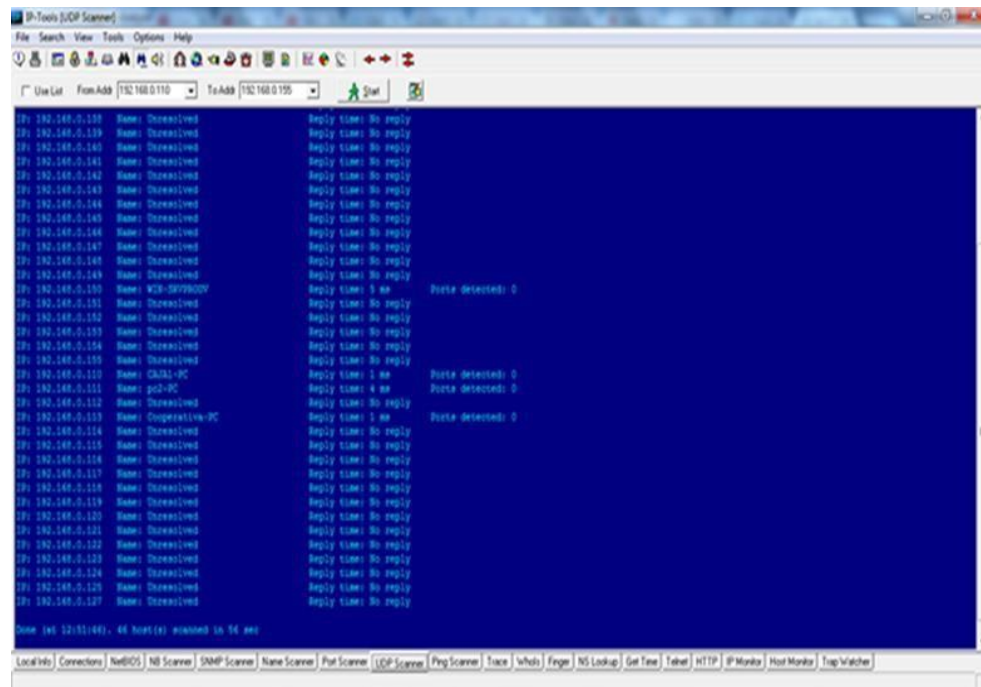 IP-Tools [UDP Scanner]
File Search View Tools Options Help
Use List From Addr 192.168.0.110 To Addr 192.168.0.155 Start
IP: 192.168.0.138 Name: Unresolved Reply time: No reply
IP: 192.168.0.139 Name: Unresolved Reply time: No reply
IP: 192.168.0.140 Name: Unresolved Reply time: No reply
IP: 192.168.0.141 Name: Unresolved Reply time: No reply
IP: 192.168.0.142 Name: Unresolved Reply time: No reply
IP: 192.168.0.143 Name: Unresolved Reply time: No reply
IP: 192.168.0.144 Name: Unresolved Reply time: No reply
IP: 192.168.0.145 Name: Unresolved Reply time: No reply
IP: 192.168.0.146 Name: Unresolved Reply time: No reply
IP: 192.168.0.147 Name: Unresolved Reply time: No reply
IP: 192.168.0.148 Name: Unresolved Reply time: No reply
IP: 192.168.0.149 Name: Unresolved Reply time: No reply
IP: 192.168.0.150 Name: Reply time: 5 ms Ports detected: 0
IP: 192.168.0.151 Name: Unresolved Reply time: No reply
IP: 192.168.0.152 Name: Unresolved Reply time: No reply
IP: 192.168.0.153 Name: Unresolved Reply time: No reply
IP: 192.168.0.154 Name: Unresolved Reply time: No reply
IP: 192.168.0.155 Name: Unresolved Reply time: No reply
IP: 192.168.0.110 Name: CAJA1-PC Reply time: 1 ms Ports detected: 0
IP: 192.168.0.111 Name: pc2-PC Reply time: 4 ms Ports detected: 0
IP: 192.168.0.112 Name: Unresolved Reply time: No reply
IP: 192.168.0.113 Name: Cooperativa-PC Reply time: 1 ms Ports detected: 0
IP: 192.168.0.114 Name: Unresolved Reply time: No reply
IP: 192.168.0.115 Name: Unresolved Reply time: No reply
IP: 192.168.0.116 Name: Unresolved Reply time: No reply
IP: 192.168.0.117 Name: Unresolved Reply time: No reply
IP: 192.168.0.118 Name: Unresolved Reply time: No reply
IP: 192.168.0.119 Name: Unresolved Reply time: No reply
IP: 192.168.0.120 Name: Unresolved Reply time: No reply
IP: 192.168.0.121 Name: Unresolved Reply time: No reply
IP: 192.168.0.122 Name: Unresolved Reply time: No reply
IP: 192.168.0.123 Name: Unresolved Reply time: No reply
IP: 192.168.0.124 Name: Unresolved Reply time: No reply
IP: 192.168.0.125 Name: Unresolved Reply time: No reply
IP: 192.168.0.127 Name: Unresolved Reply time: No reply
Done (at 12:51:46), 46 host(s) scanned in 56 sec
Local Info Connections NetBIOS NB Scanner SNMP Scanner Name Scanner Port Scanner UDP Scanner Ping Scanner Trace WhoIs Finger NS Lookup Get Time Telnet HTTP IP Monitor Host Monitor Trap Watcher